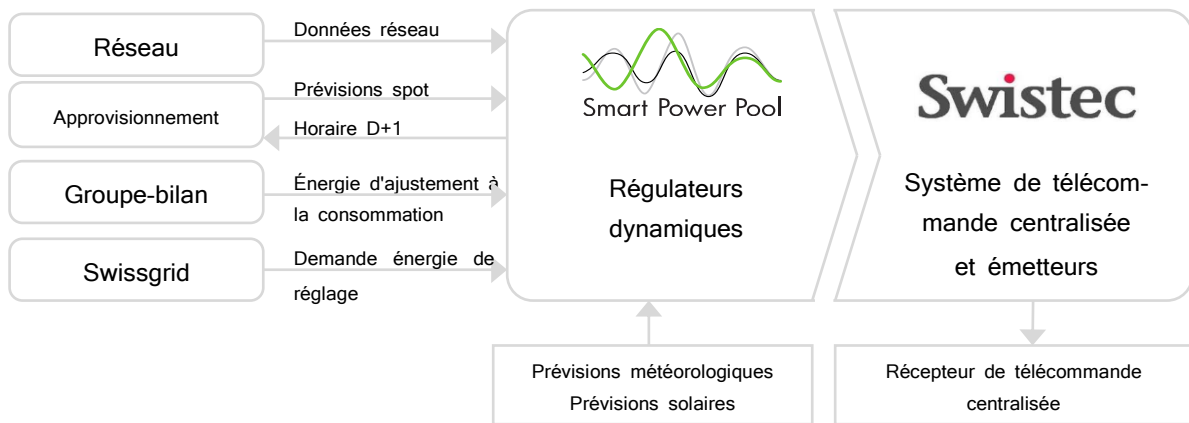 Réseau
Données réseau
Approvisionnement
Prévisions spot
Horaire D+1
Groupe-bilan
Énergie d'ajustement à
la consommation
Swissgrid
Demande énergie de
réglage
Smart Power Pool
Régulateurs
dynamiques
Swistec
Système de télécom-
mande centralisée
et émetteurs
Prévisions météorologiques
Prévisions solaires
Récepteur de télécommande
centralisée